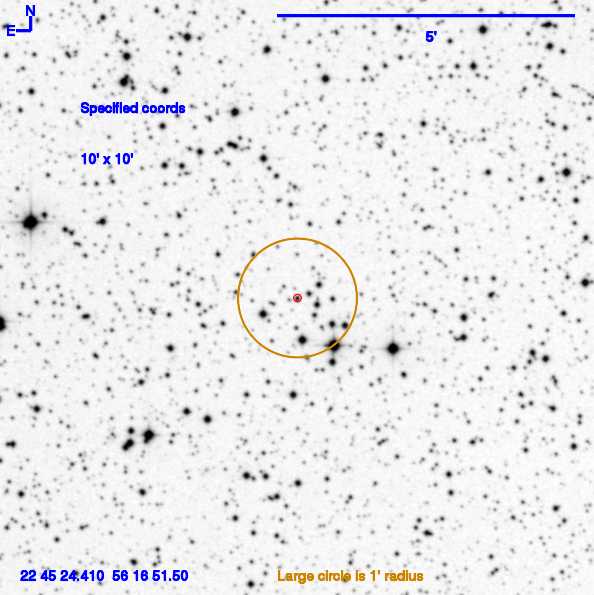 N
E
5'
Specified coords
10' x 10'
22 45 24.410 56 16 51.50
Large circle is 1' radius